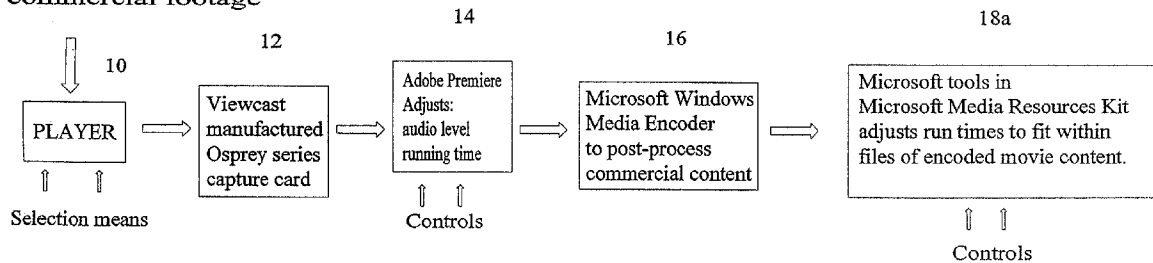 commercial footage
10
PLAYER
Selection means
12
Viewcast
manufactured
Osprey series
capture card
14
Adobe Premiere
Adjusts:
audio level
running time
Controls
16
Microsoft Windows
Media Encoder
to post-process
commercial content
18a
Microsoft tools in
Microsoft Media Resources Kit
adjusts run times to fit within
files of encoded movie content.
Controls